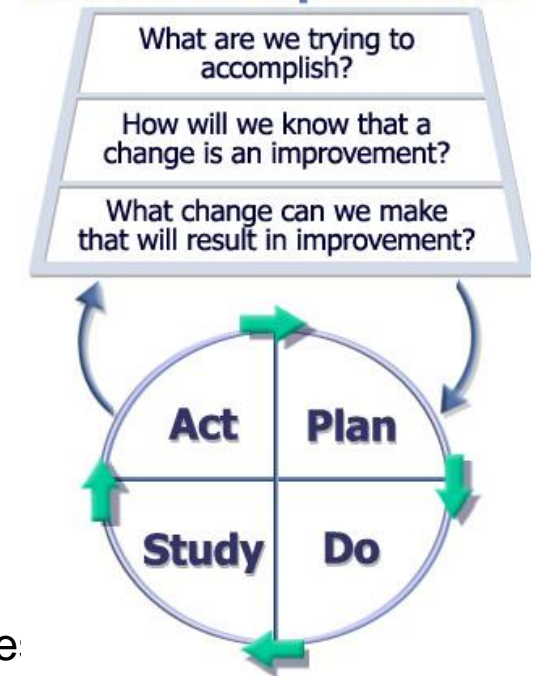 What are we trying to
accomplish?
How will we know that a
change is an improvement?
What change can we make
that will result in improvement?
Act
Plan
Study
Do